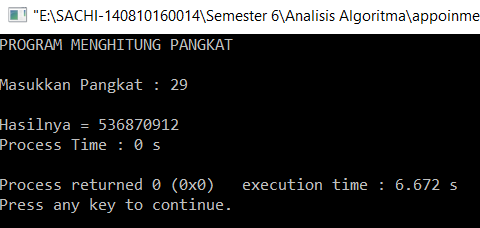 "E:\SACHI-140810160014\Semester 6\Analisis Algoritma\appoinme
PROGRAM MENGHITUNG PANGKAT
Masukkan Pangkat : 29
Hasilnya = 536870912
Process Time : 0 s
Process returned 0 (0x0)   execution time : 6.672 s
Press any key to continue.